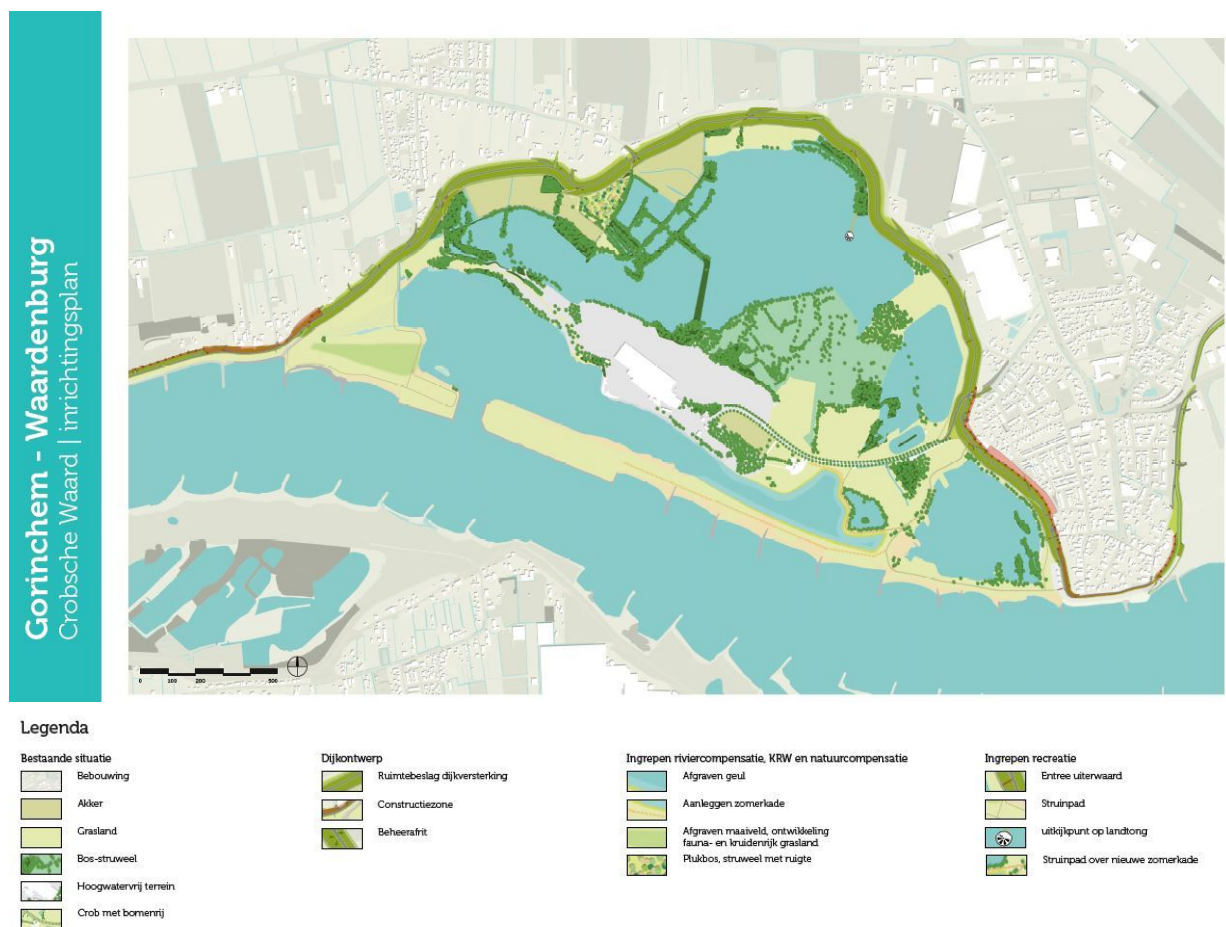 Gorinchem - Waardenburg
Crobsche Waard | inrichtingsplan
0 100 200 500
Legenda
Bestaande situatie
Bebouwing
Akker
Grasland
Bos-struweel
Hoogwatervrij terrein
Crob met bomenrij
Dijkontwerp
Ruimtebeslag dijkversterking
Constructiezone
Beheerafrit
Ingrepen riviercompensatie, KRW en natuurcompensatie
Afgraven geul
Aanleggen zomerkade
Afgraven maaiveld, ontwikkeling
fauna- en kruidenrijk grasland
Plukbos, struweel met ruigte
Ingrepen recreatie
Entree uiterwaard
Struinpad
uitkijkpunt op landtong
Struinpad over nieuwe zomerkade